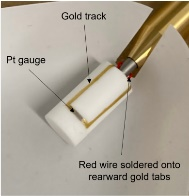 Gold track
Pt gauge
Red wire soldered onto
rearward gold tabs